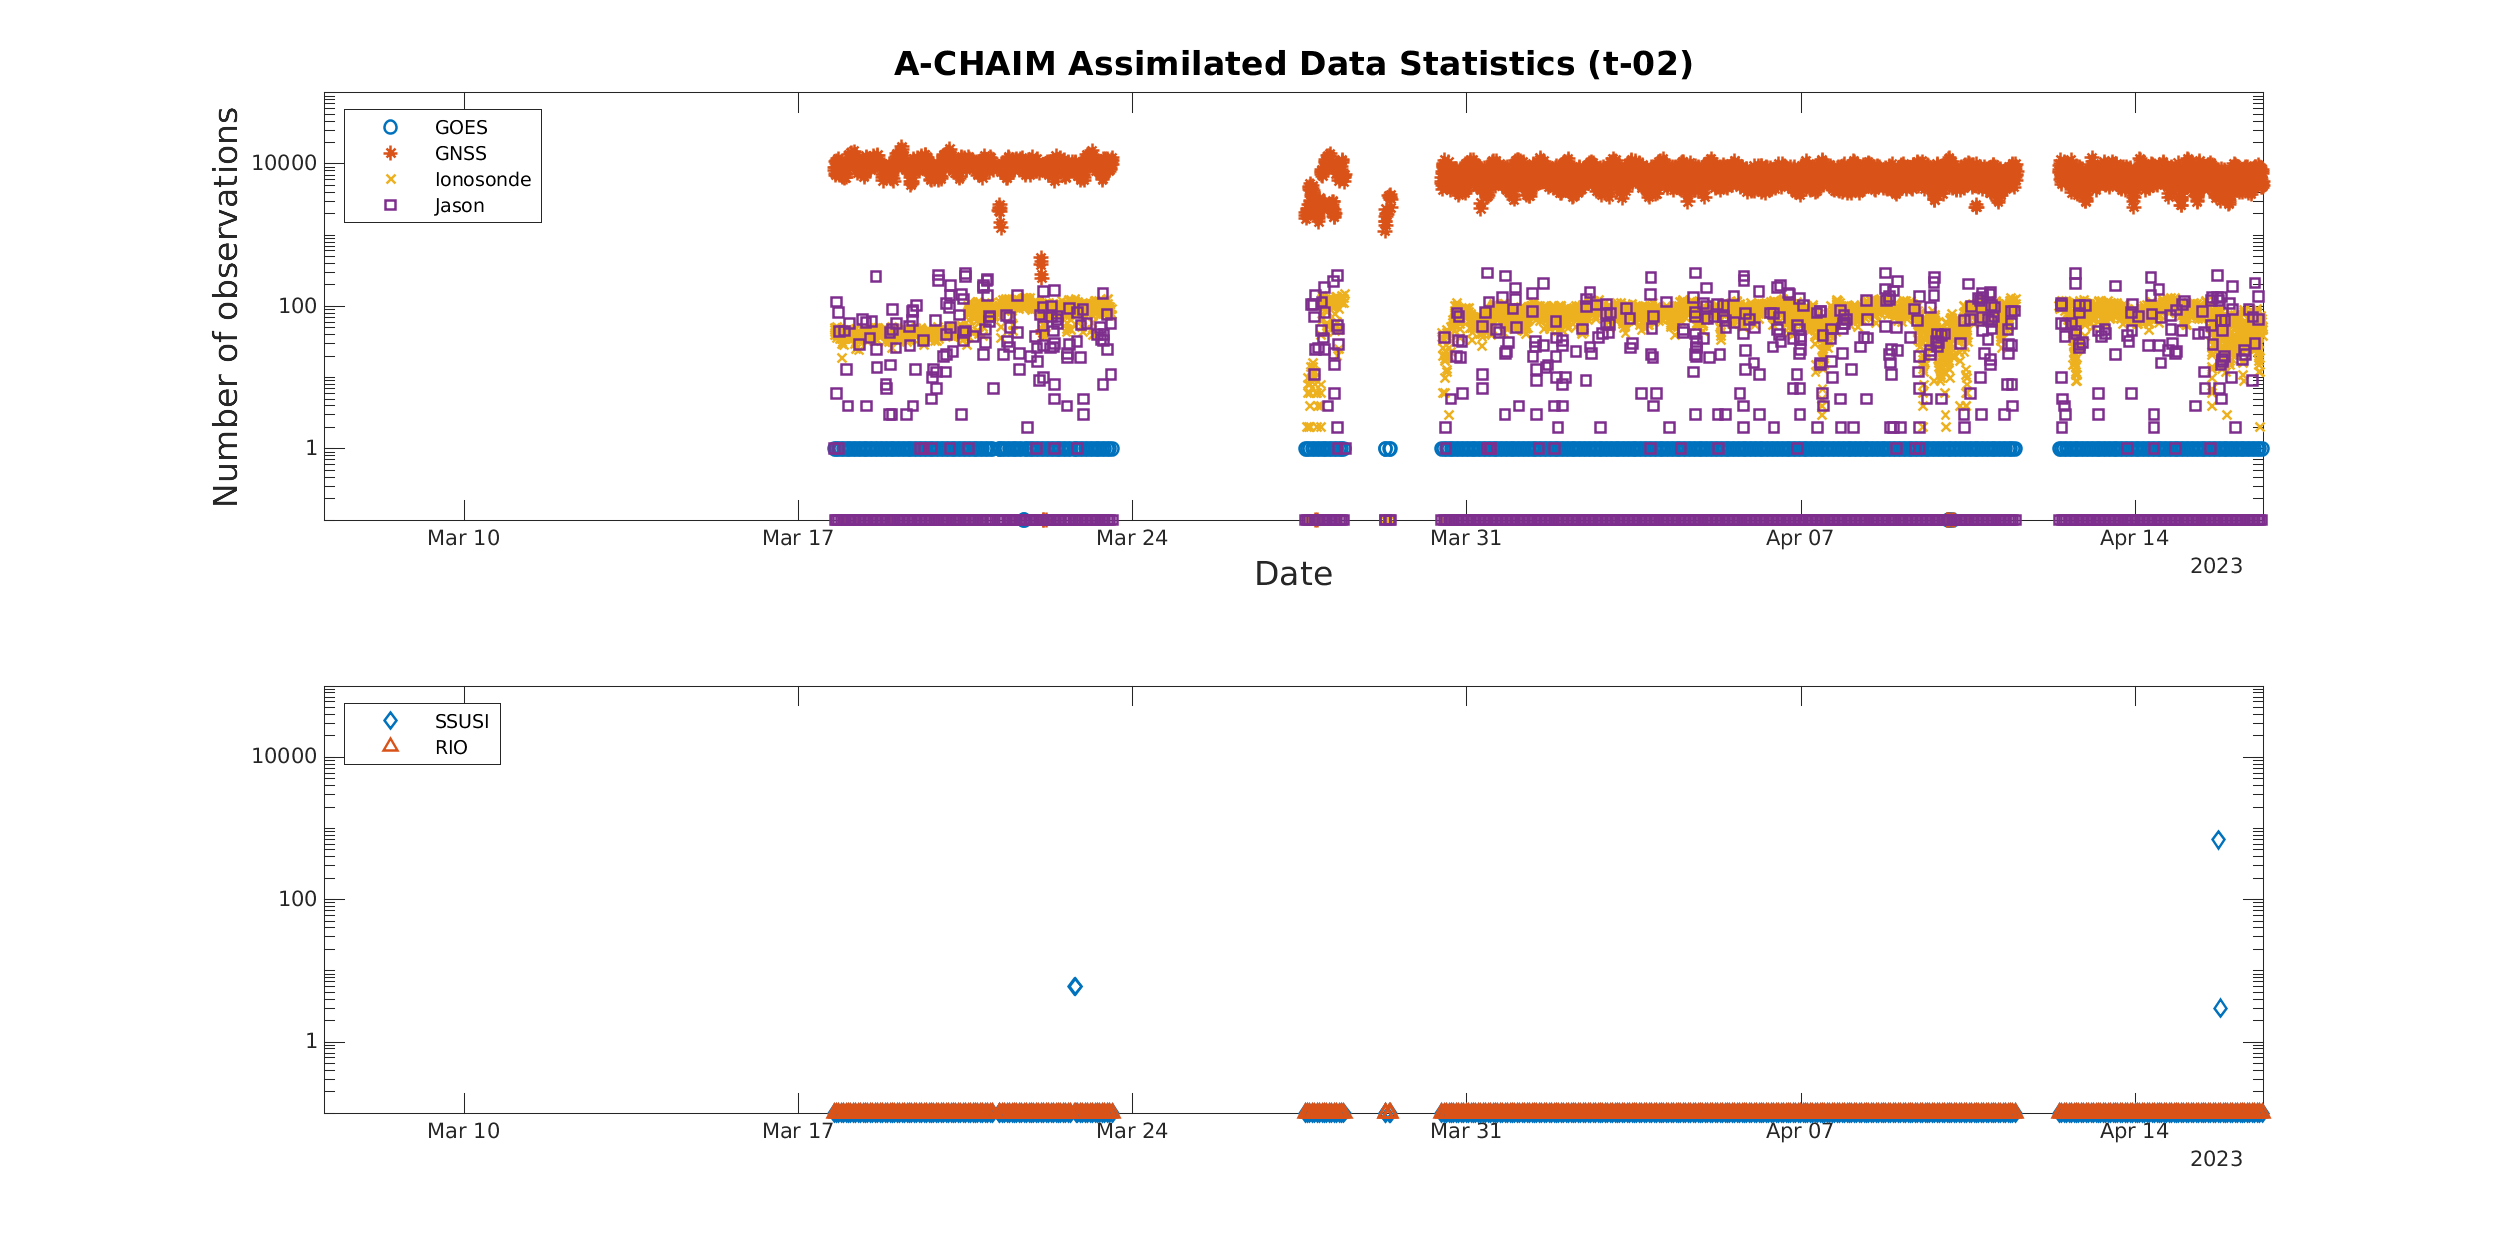 A-CHAIM Assimilated Data Statistics (t-02)
Number of observations
10000
100
1
GOES
GNSS
Ionosonde
Jason
Mar 10
Mar 17
Mar 24
Mar 31
Apr 07
Apr 14
2023
Date
10000
100
1
SSUSI
RIO
Mar 10
Mar 17
Mar 24
Mar 31
Apr 07
Apr 14
2023